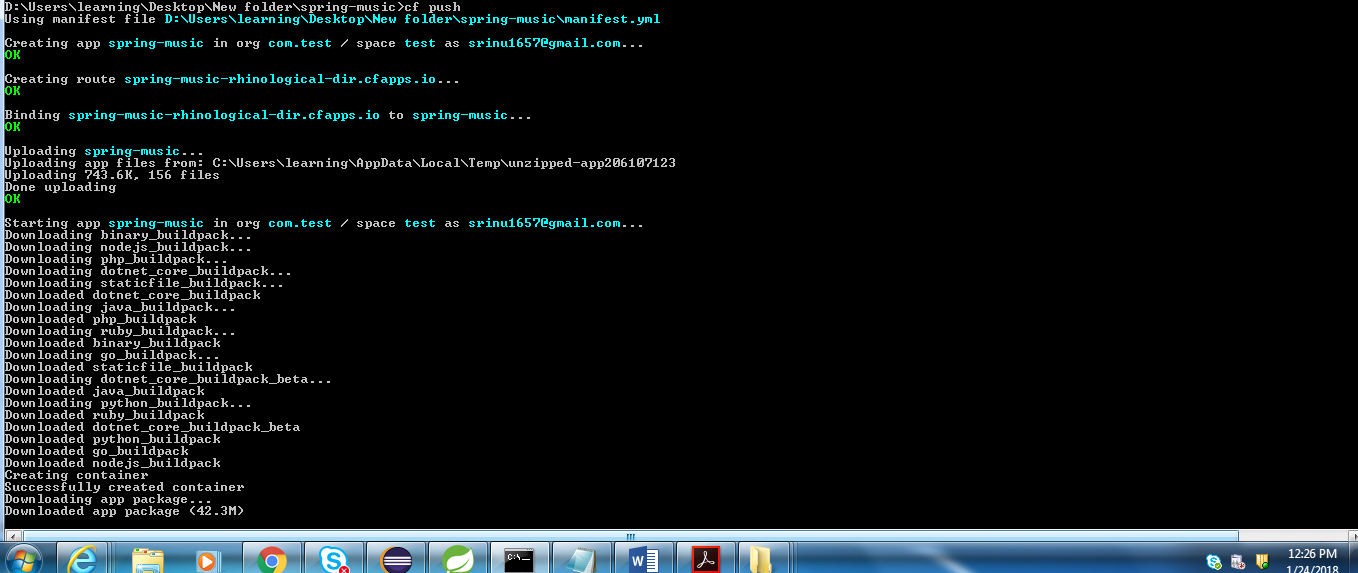 D:\Users\learning\Desktop\New folder\spring-music>cf push
Using manifest file D:\Users\learning\Desktop\New folder\spring-music\manifest.yml
Creating app spring-music in org com.test / space test as srinu1657@gmail.com...
OK
Creating route spring-music-rhinological-dir.cfapps.io...
OK
Binding spring-music-rhinological-dir.cfapps.io to spring-music...
OK
Uploading spring-music...
Uploading app files from: C:\Users\learning\AppData\Local\Temp\unzipped-app206107123
Uploading 743.6K, 156 files
Done uploading
OK
Starting app spring-music in org com.test / space test as srinu1657@gmail.com...
Downloading binary_buildpack...
Downloading nodejs_buildpack...
Downloading php_buildpack...
Downloading dotnet_core_buildpack...
Downloading staticfile_buildpack...
Downloaded dotnet_core_buildpack
Downloading java_buildpack...
Downloaded php_buildpack
Downloading ruby_buildpack...
Downloaded binary_buildpack
Downloading go_buildpack...
Downloaded staticfile_buildpack
Downloading dotnet_core_buildpack_beta...
Downloaded java_buildpack
Downloading python_buildpack...
Downloaded ruby_buildpack
Downloaded dotnet_core_buildpack_beta
Downloaded python_buildpack
Downloaded go_buildpack
Downloaded nodejs_buildpack
Creating container
Successfully created container
Downloading app package...
Downloaded app package (42.3M)
12:26 PM
1/24/2018